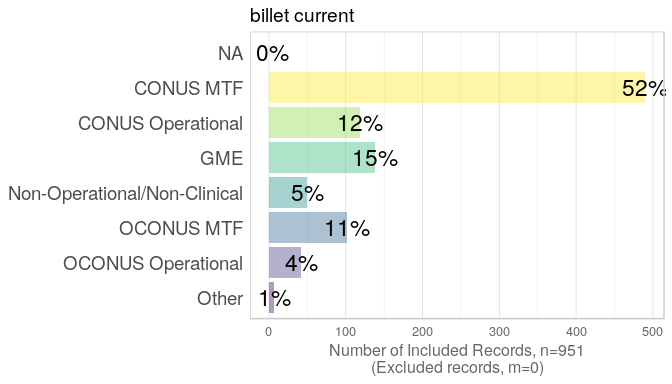 billet current
NA 0%
CONUS MTF 52%
CONUS Operational 12%
GME 15%
Non-Operational/Non-Clinical 5%
OCONUS MTF 11%
OCONUS Operational 4%
Other 1%
0 100 200 300 400 500
Number of Included Records, n=951
(Excluded records, m=0)